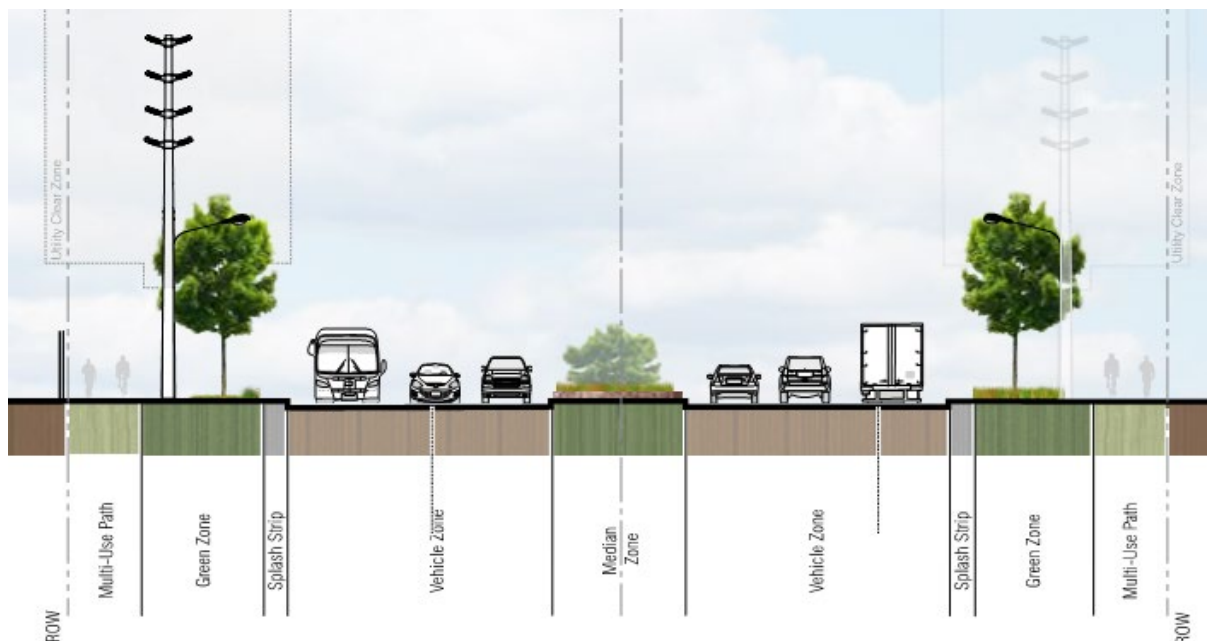 Utility Clear Zone
Utility Clear Zone
ROW
Multi-Use Path
Green Zone
Splash Strip
Vehicle Zone
Median
Zone
Vehicle Zone
Splash Strip
Green Zone
Multi-Use Path
ROW